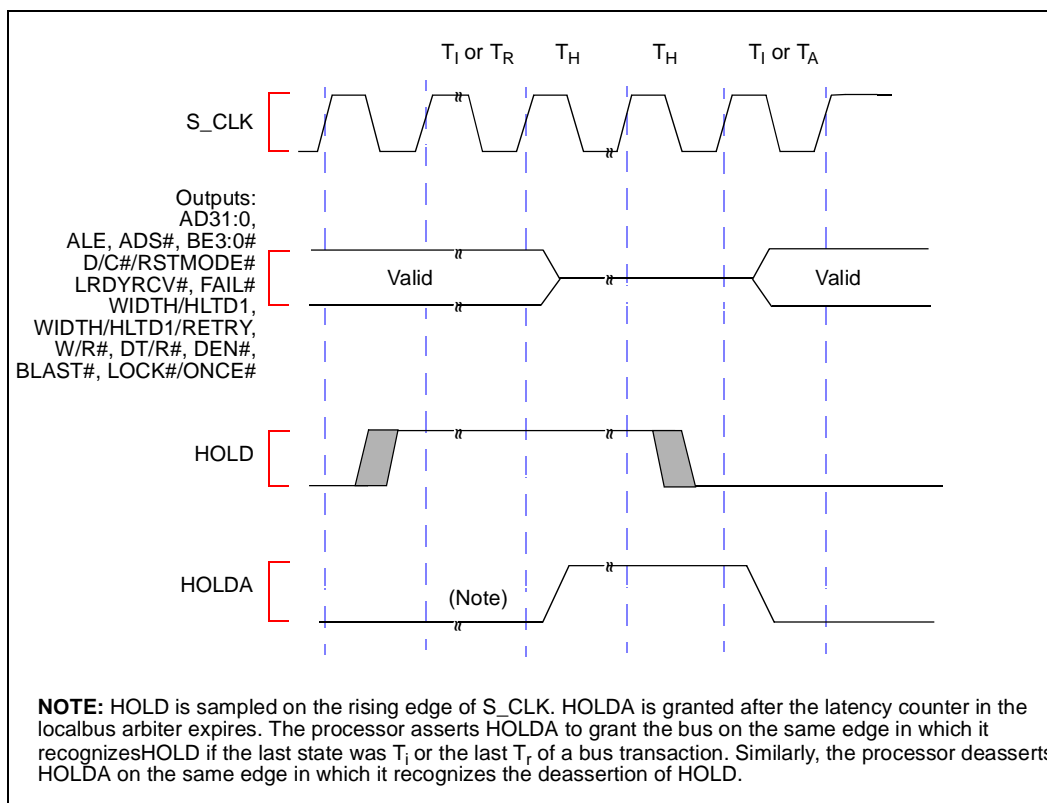 T_I or T_R T_H T_H T_I or T_A
S_CLK
Outputs:
AD31:0,
ALE, ADS#, BE3:0#
D/C#/RSTMODE#
LRDYRCV#, FAIL#
WIDTH/HLTD1,
WIDTH/HLTD1/RETRY,
W/R#, DT/R#, DEN#,
BLAST#, LOCK#/ONCE#
Valid Valid
HOLD
HOLDA
(Note)
NOTE: HOLD is sampled on the rising edge of S_CLK. HOLDA is granted after the latency counter in the
localbus arbiter expires. The processor asserts HOLDA to grant the bus on the same edge in which it
recognizesHOLD if the last state was T_i or the last T_r of a bus transaction. Similarly, the processor deasserts
HOLDA on the same edge in which it recognizes the deassertion of HOLD.